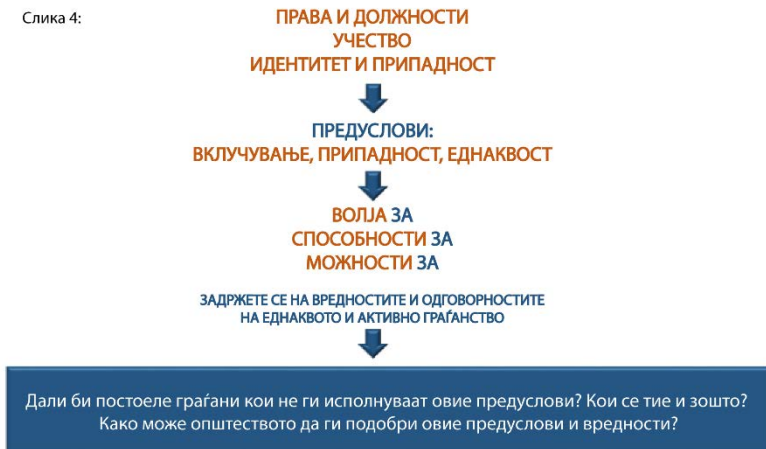 Слика 4:
ПРАВА И ДОЛЖНОСТИ
УЧЕСТВО
ИДЕНТИТЕТ И ПРИПАДНОСТ
ПРЕДУСЛОВИ:
ВКЛУЧУВАЊЕ, ПРИПАДНОСТ, ЕДНАКВОСТ
ВОЛЈА ЗА
СПОСОБНОСТИ ЗА
МОЖНОСТИ ЗА
ЗАДРЖЕТЕ СЕ НА ВРЕДНОСТИТЕ И ОДГОВОРНОСТИТЕ
НА ЕДНАКВОТО И АКТИВНО ГРАЃАНСТВО
Дали би постоеле граѓани кои не ги исполнуваат овие предуслови? Кои се тие и зошто?
Како може општеството да ги подобри овие предуслови и вредности?